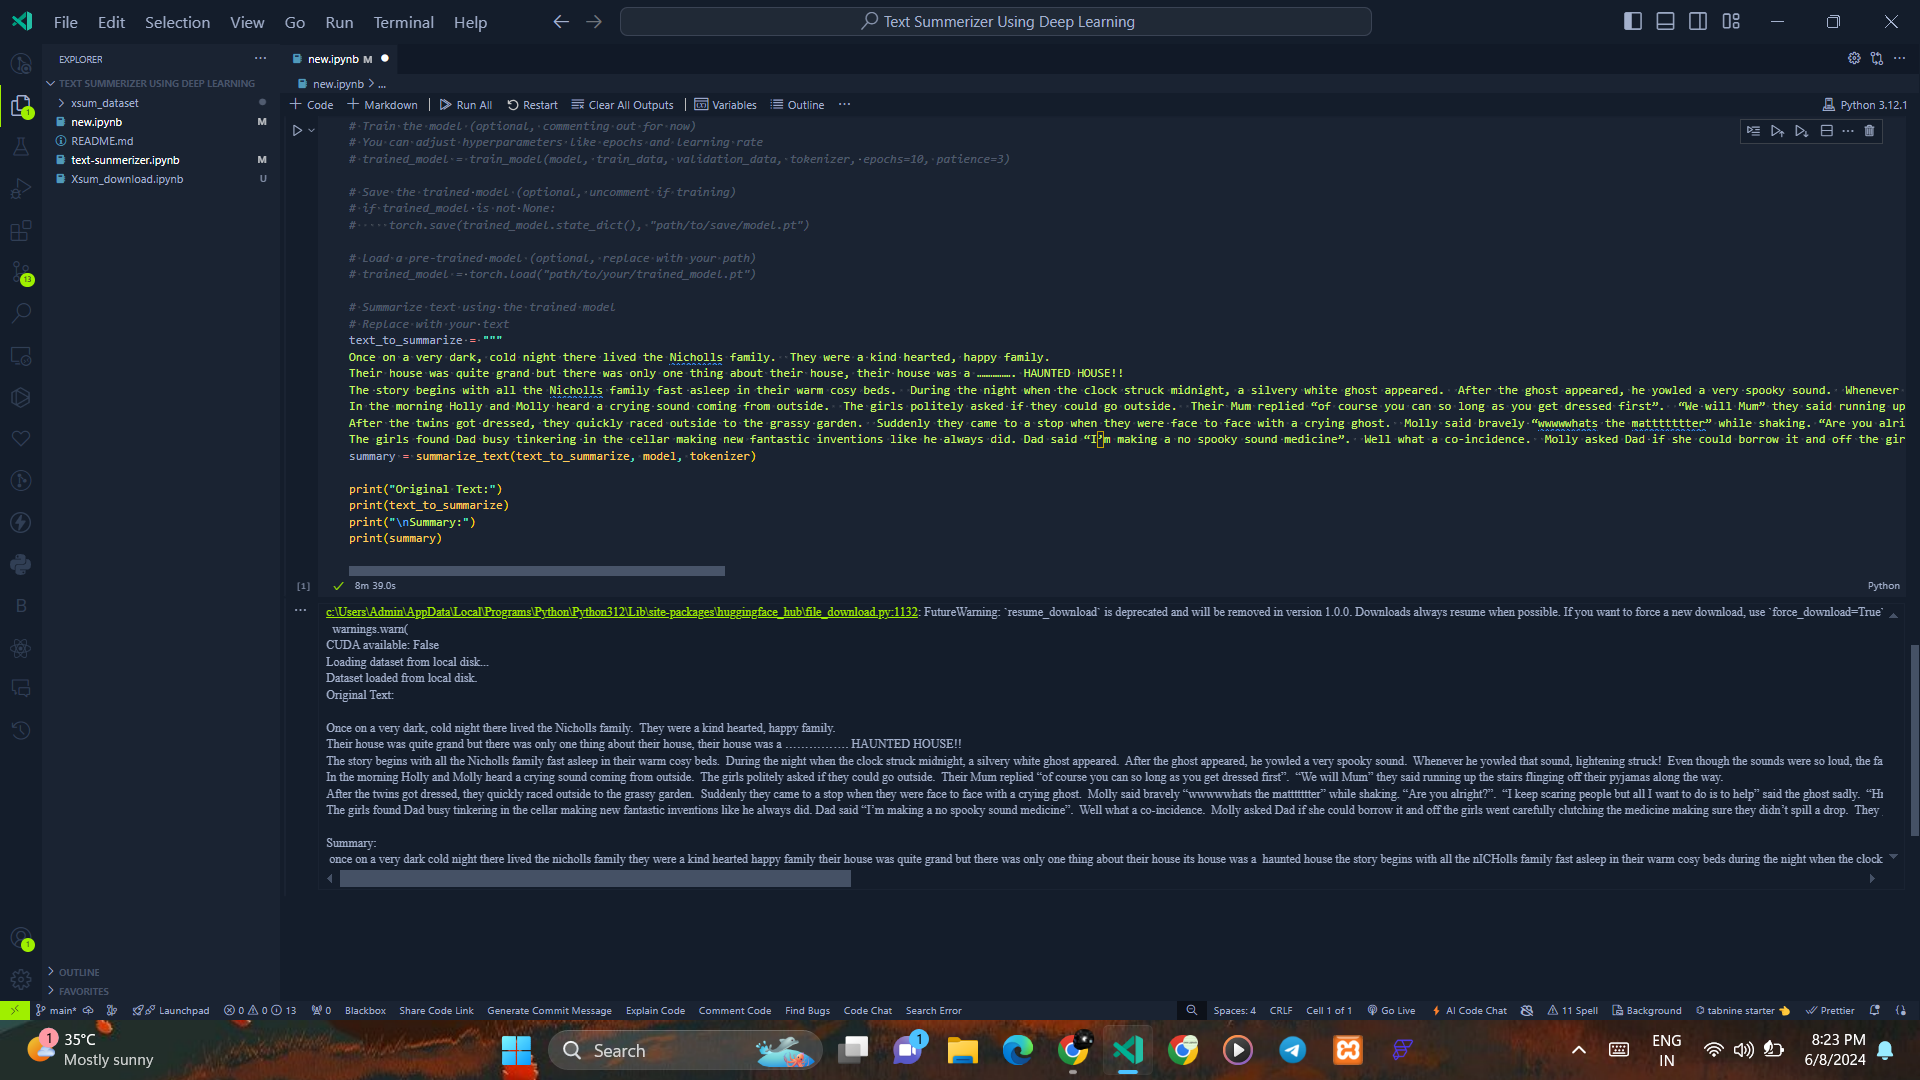 File Edit Selection View Go Run Terminal Help
Text Summerizer Using Deep Learning
EXPLORER
TEXT SUMMERIZER USING DEEP LEARNING
xsum_dataset
new.ipynb M
README.md
text-sunmerizer.ipynb M
Xsum_download.ipynb U
OUTLINE
FAVORITES
new.ipynb M
new.ipynb > ...
Code Markdown Run All Restart Clear All Outputs Variables Outline ...
Python 3.12.1
# Train the model (optional, commenting out for now)
# You can adjust hyperparameters like epochs and learning rate
# trained_model = train_model(model, train_data, validation_data, tokenizer, epochs=10, patience=3)
# Save the trained model (optional, uncomment if training)
# if trained_model is not None:
#     torch.save(trained_model.state_dict(), "path/to/save/model.pt")
# Load a pre-trained model (optional, replace with your path)
# trained_model = torch.load("path/to/your/trained_model.pt")
# Summarize text using the trained model
# Replace with your text
text_to_summarize = """
Once on a very dark, cold night there lived the Nicholls family.  They were a kind hearted, happy family.
Their house was quite grand but there was only one thing about their house, their house was a ……………. HAUNTED HOUSE!!
The story begins with all the Nicholls family fast asleep in their warm cosy beds.  During the night when the clock struck midnight, a silvery white ghost appeared.  After the ghost appeared, he yowled a very spooky sound.  Whenever
In the morning Holly and Molly heard a crying sound coming from outside.  The girls politely asked if they could go outside.  Their Mum replied “of course you can so long as you get dressed first”.  “We will Mum” they said running up
After the twins got dressed, they quickly raced outside to the grassy garden.  Suddenly they came to a stop when they were face to face with a crying ghost.  Molly said bravely “wwwwwhats the matttttttter” while shaking. “Are you alri
The girls found Dad busy tinkering in the cellar making new fantastic inventions like he always did. Dad said “I’m making a no spooky sound medicine”.  Well what a co-incidence.  Molly asked Dad if she could borrow it and off the gir
summary = summarize_text(text_to_summarize, model, tokenizer)
print("Original Text:")
print(text_to_summarize)
print("\nSummary:")
print(summary)
[1] 8m 39.0s
Python
c:\Users\Admin\AppData\Local\Programs\Python\Python312\Lib\site-packages\huggingface_hub\file_download.py:1132: FutureWarning: `resume_download` is deprecated and will be removed in version 1.0.0. Downloads always resume when possible. If you want to force a new download, use `force_download=True`
warnings.warn(
CUDA available: False
Loading dataset from local disk...
Dataset loaded from local disk.
Original Text:
Once on a very dark, cold night there lived the Nicholls family.  They were a kind hearted, happy family.
Their house was quite grand but there was only one thing about their house, their house was a ……………. HAUNTED HOUSE!!
The story begins with all the Nicholls family fast asleep in their warm cosy beds.  During the night when the clock struck midnight, a silvery white ghost appeared.  After the ghost appeared, he yowled a very spooky sound.  Whenever he yowled that sound, lightening struck!  Even though the sounds were so loud, the fa
In the morning Holly and Molly heard a crying sound coming from outside.  The girls politely asked if they could go outside.  Their Mum replied “of course you can so long as you get dressed first”.  “We will Mum” they said running up the stairs flinging off their pyjamas along the way.
After the twins got dressed, they quickly raced outside to the grassy garden.  Suddenly they came to a stop when they were face to face with a crying ghost.  Molly said bravely “wwwwwhats the matttttttter” while shaking. “Are you alright?”.  “I keep scaring people but all I want to do is to help” said the ghost sadly.
The girls found Dad busy tinkering in the cellar making new fantastic inventions like he always did. Dad said “I’m making a no spooky sound medicine”.  Well what a co-incidence.  Molly asked Dad if she could borrow it and off the girls went carefully clutching the medicine making sure they didn’t spill a drop.  They
Summary:
once on a very dark cold night there lived the nicholls family they were a kind hearted happy family their house was quite grand but there was only one thing about their house its house was a  haunted house the story begins with all the nICHolls family fast asleep in their warm cosy beds during the night when the clock
main* Launchpad 0 0 13 0 Blackbox Share Code Link Generate Commit Message Explain Code Comment Code Find Bugs Code Chat Search Error
Spaces: 4 CRLF Cell 1 of 1 Go Live AI Code Chat 11 Spell Background tabnine starter Prettier
1 35°C
Mostly sunny
Search
1
ENG
IN
8:23 PM
6/8/2024